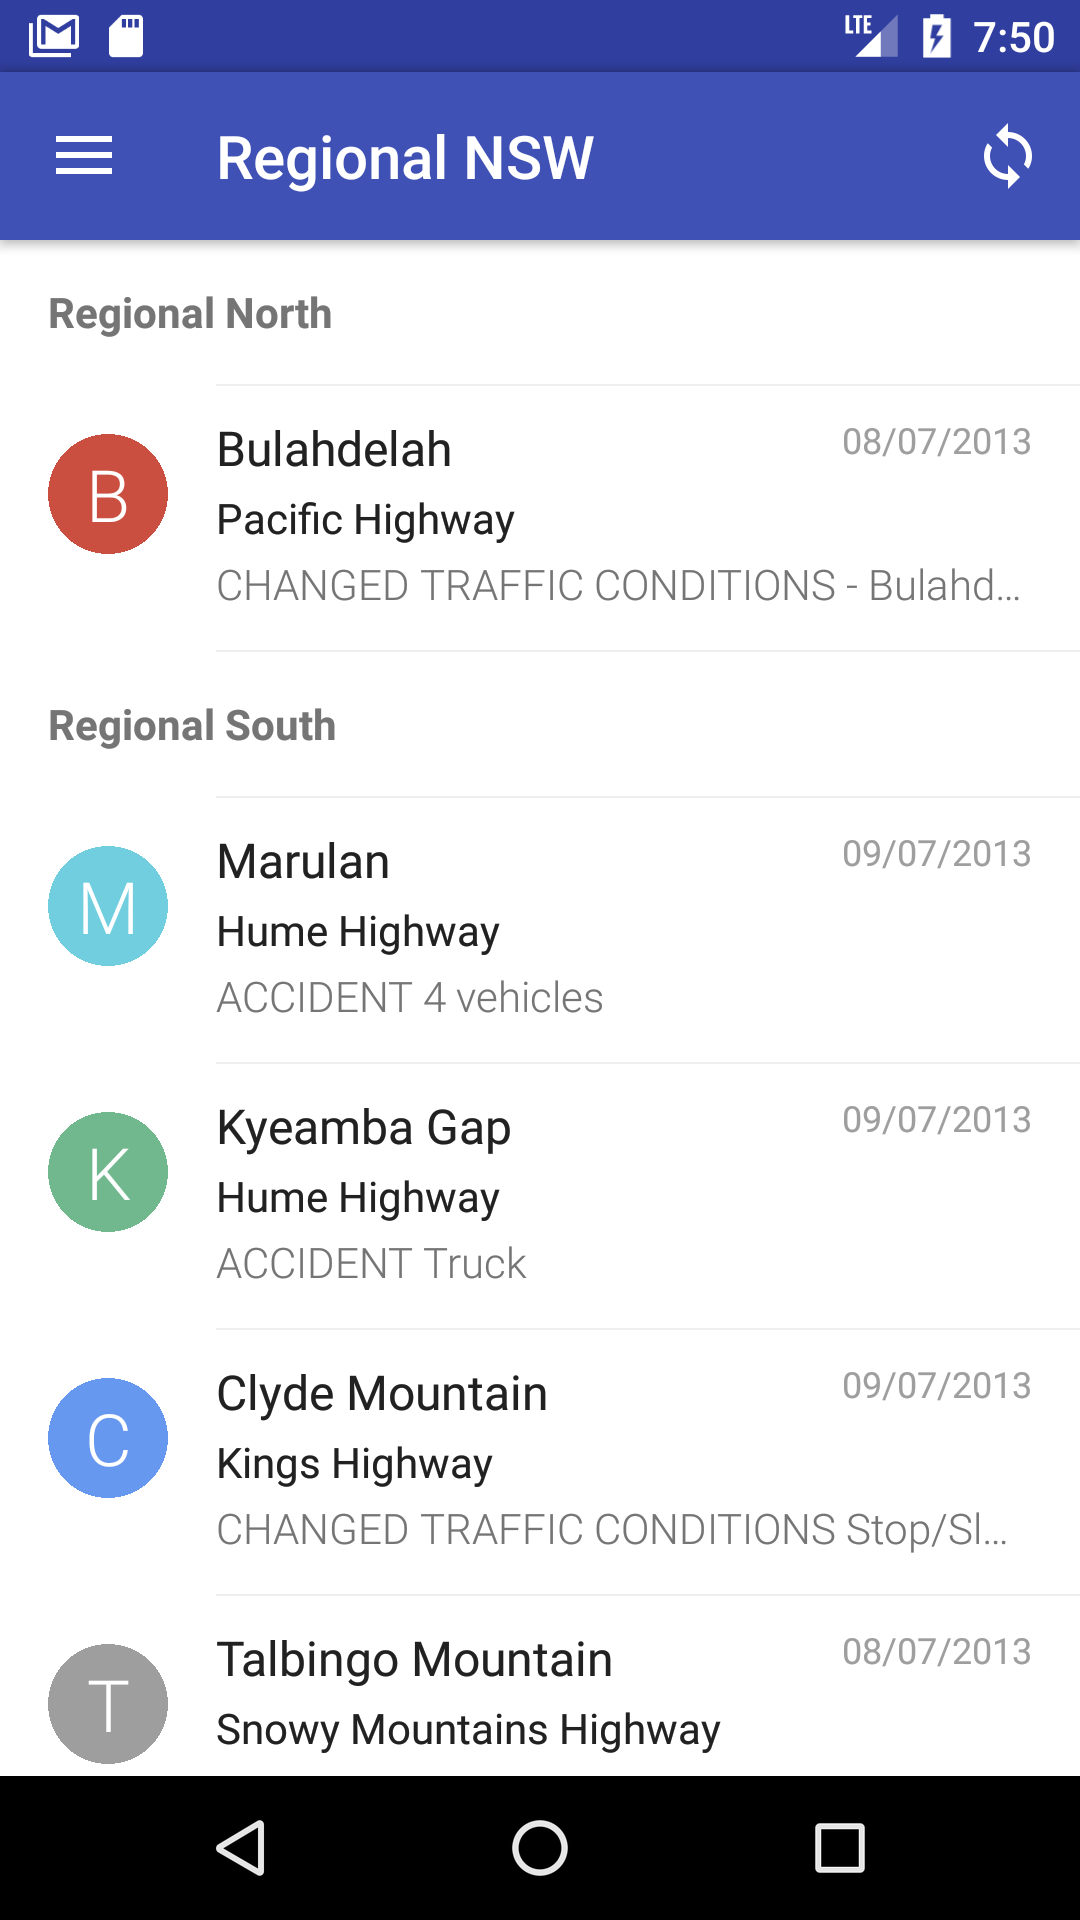 LTE 7:50
Regional NSW
Regional North
B
Bulahdelah 08/07/2013
Pacific Highway
CHANGED TRAFFIC CONDITIONS - Bulahd...
Regional South
M
Marulan 09/07/2013
Hume Highway
ACCIDENT 4 vehicles
K
Kyeamba Gap 09/07/2013
Hume Highway
ACCIDENT Truck
C
Clyde Mountain 09/07/2013
Kings Highway
CHANGED TRAFFIC CONDITIONS Stop/Sl...
T
Talbingo Mountain 08/07/2013
Snowy Mountains Highway